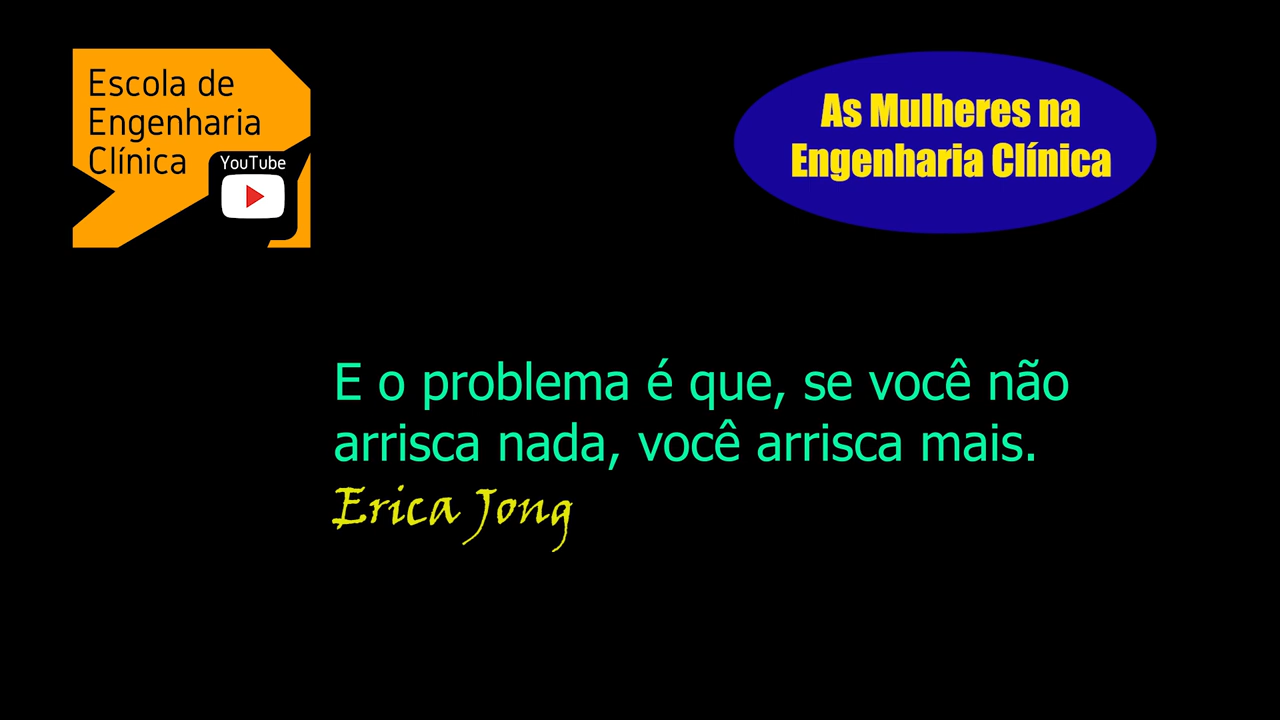 Escola de
Engenharia
Clínica
YouTube
As Mulheres na
Engenharia Clínica
E o problema é que, se você não
arrisca nada, você arrisca mais.
Erica Jong